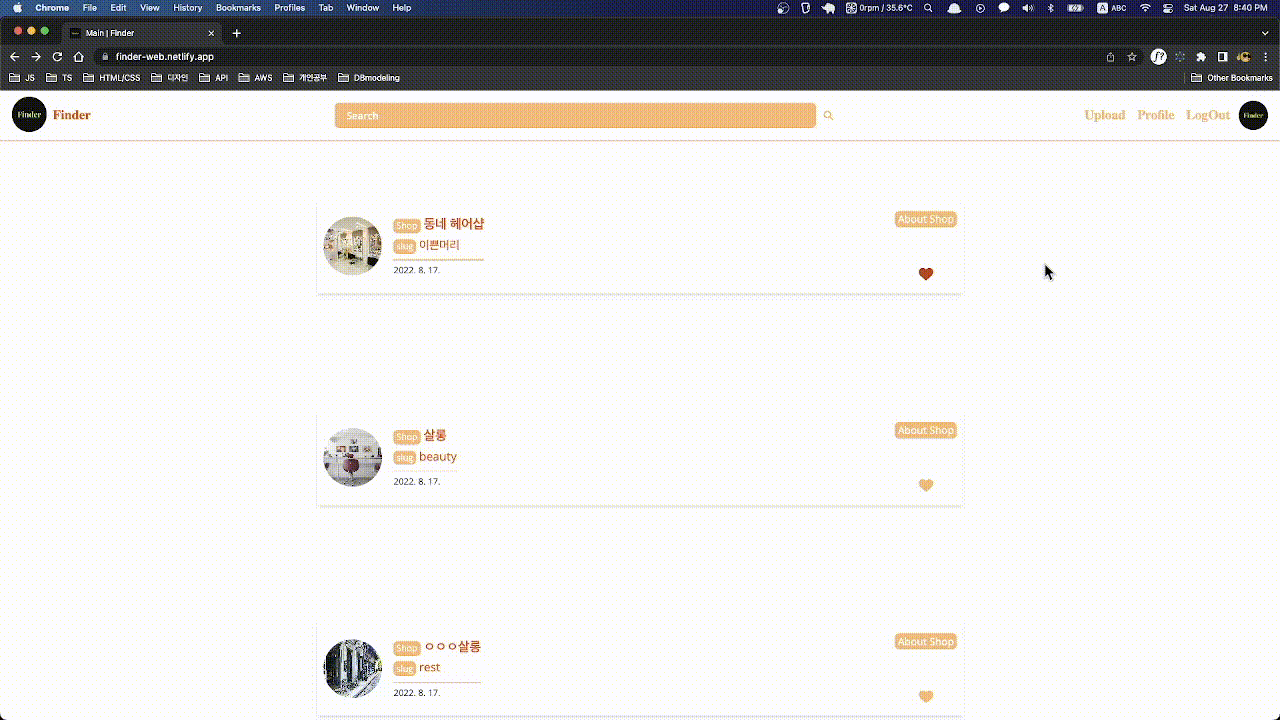 Chrome File Edit View History Bookmarks Profiles Tab Window Help 0rpm / 35.6°C A ABC Sat Aug 27 8:40 PM
Main | Finder
finder-web.netlify.app
JS TS HTML/CSS 디자인 API AWS 개인공부 DBmodeling Other Bookmarks
Finder Finder Search Upload Profile LogOut Finder
Shop 동네 헤어샵 About Shop
slug 이쁜머리
2022. 8. 17.
Shop 살롱 About Shop
slug beauty
2022. 8. 17.
Shop ㅇㅇㅇ살롱 About Shop
slug rest
2022. 8. 17.